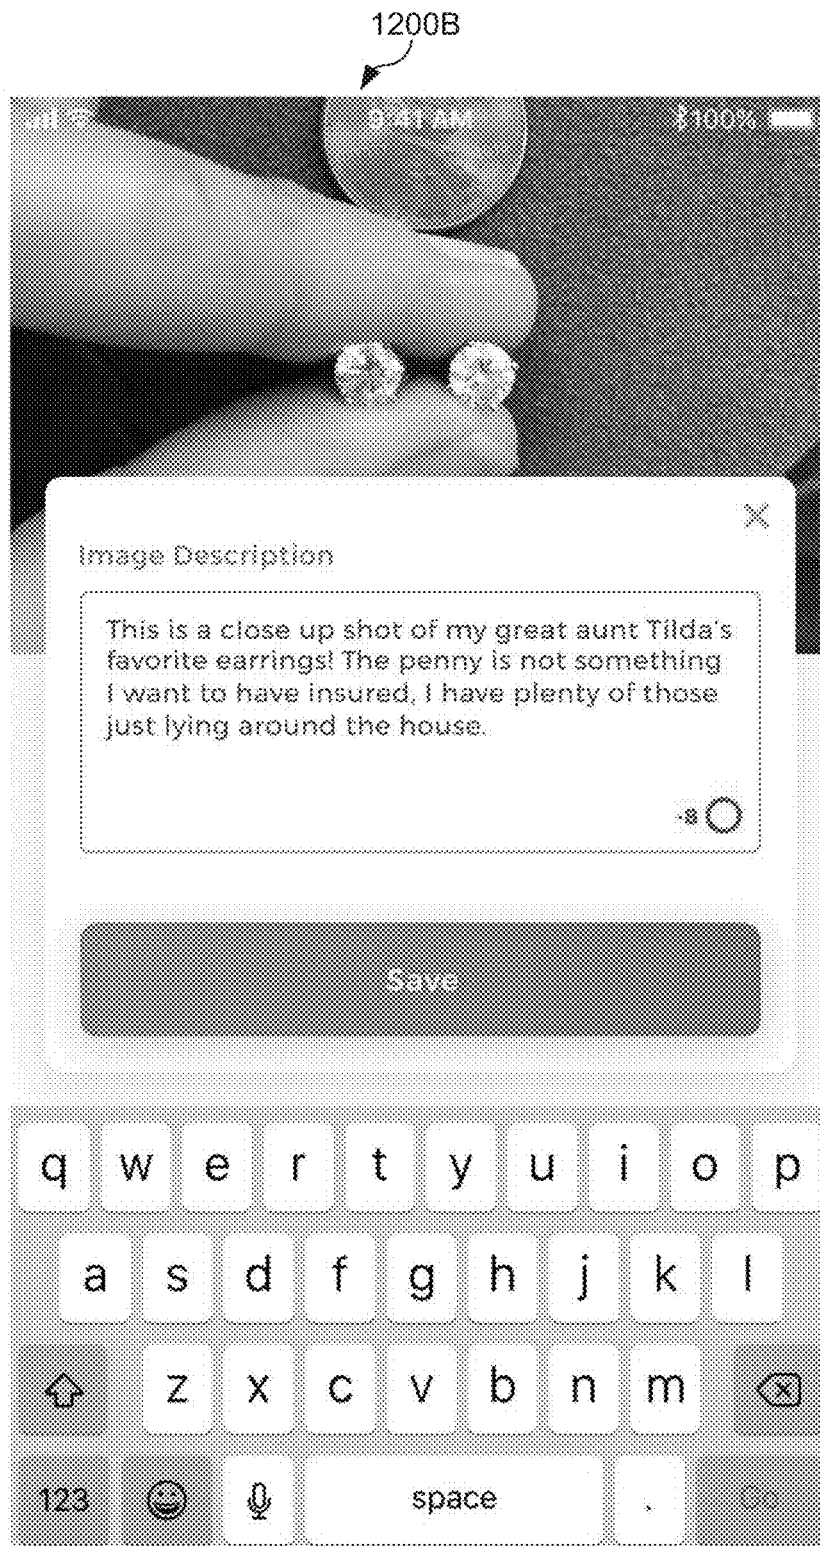 1200B
9:41 AM
100%
Image Description
This is a close up shot of my great aunt Tilda's
favorite earrings! The penny is not something
I want to have insured, I have plenty of those
just lying around the house.
-8
Save
q w e r t y u i o p
a s d f g h j k l
z x c v b n m
123 space . Go